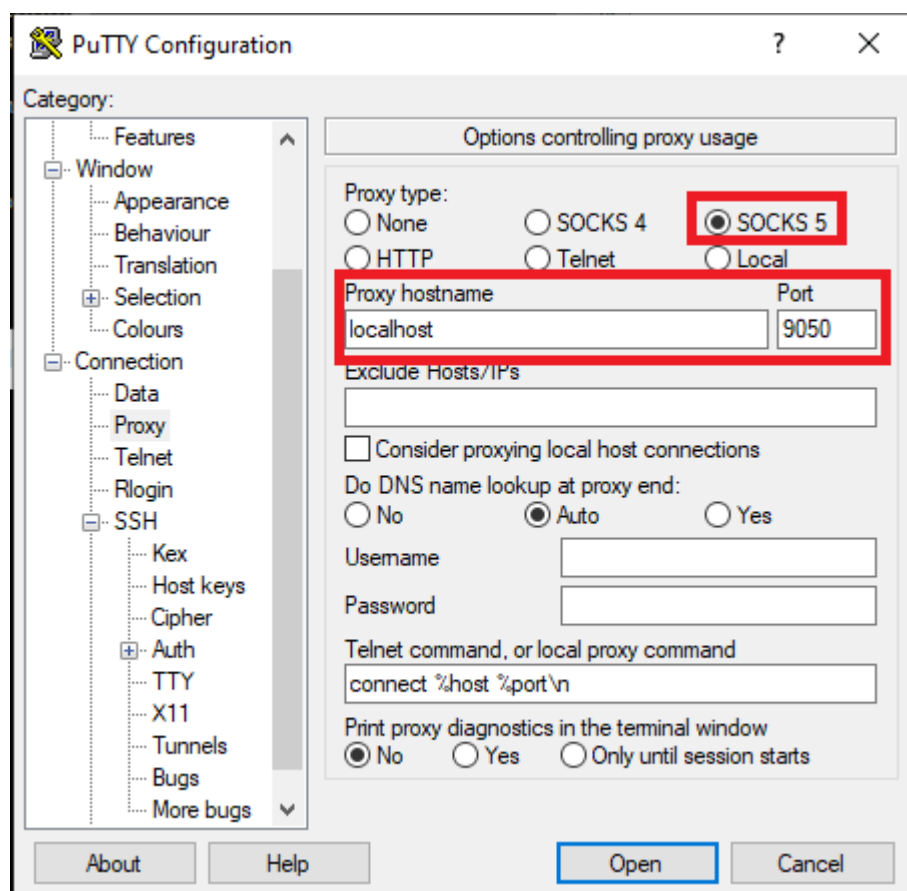 PuTTY Configuration ?
Category:
Features
Window
Appearance
Behaviour
Translation
Selection
Colours
Connection
Data
Proxy
Telnet
Rlogin
SSH
Kex
Host keys
Cipher
Auth
TTY
X11
Tunnels
Bugs
More bugs
Options controlling proxy usage
Proxy type:
None SOCKS 4 SOCKS 5
HTTP Telnet Local
Proxy hostname Port
localhost 9050
Exclude Hosts/IPs
Consider proxying local host connections
Do DNS name lookup at proxy end:
No Auto Yes
Username
Password
Telnet command, or local proxy command
connect %host %port\n
Print proxy diagnostics in the terminal window
No Yes Only until session starts
About Help Open Cancel